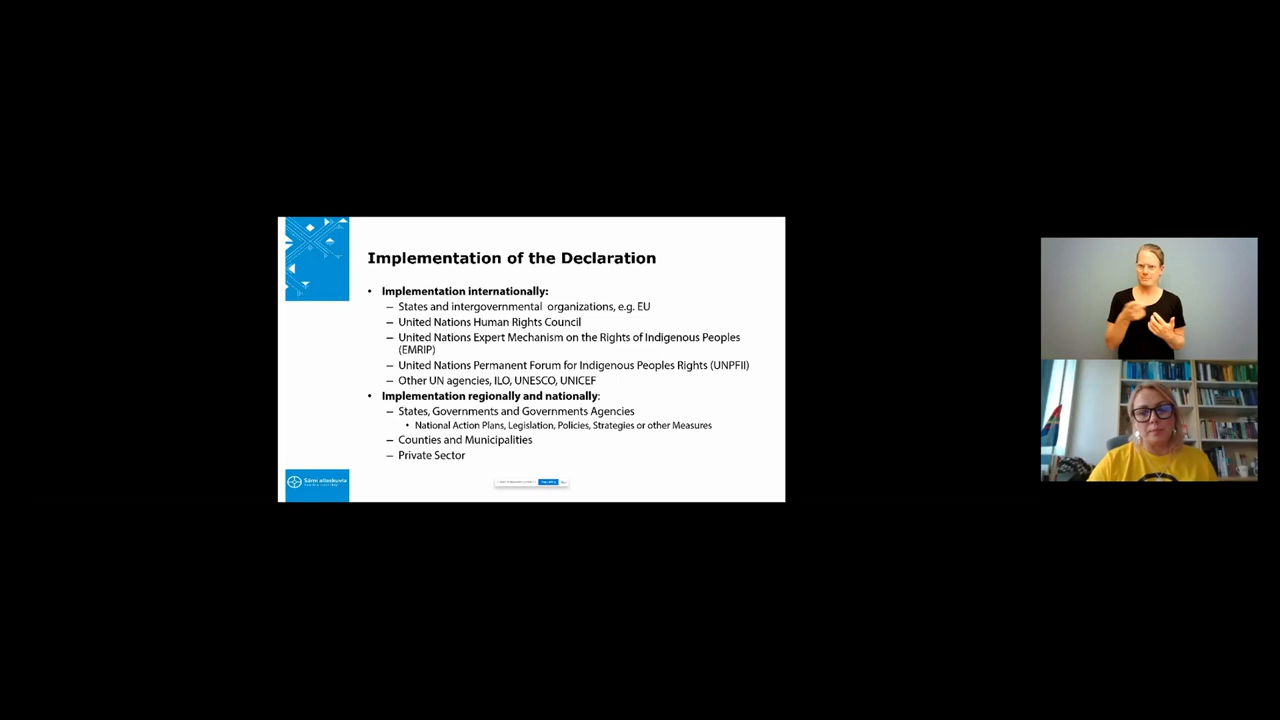 Implementation of the Declaration
• Implementation internationally:
– States and intergovernmental organizations, e.g. EU
– United Nations Human Rights Council
– United Nations Expert Mechanism on the Rights of Indigenous Peoples
(EMRIP)
– United Nations Permanent Forum for Indigenous Peoples Rights (UNPFII)
– Other UN agencies, ILO, UNESCO, UNICEF
• Implementation regionally and nationally:
– States, Governments and Governments Agencies
• National Action Plans, Legislation, Policies, Strategies or other Measures
– Counties and Municipalities
– Private Sector
Sámi allaskuvla